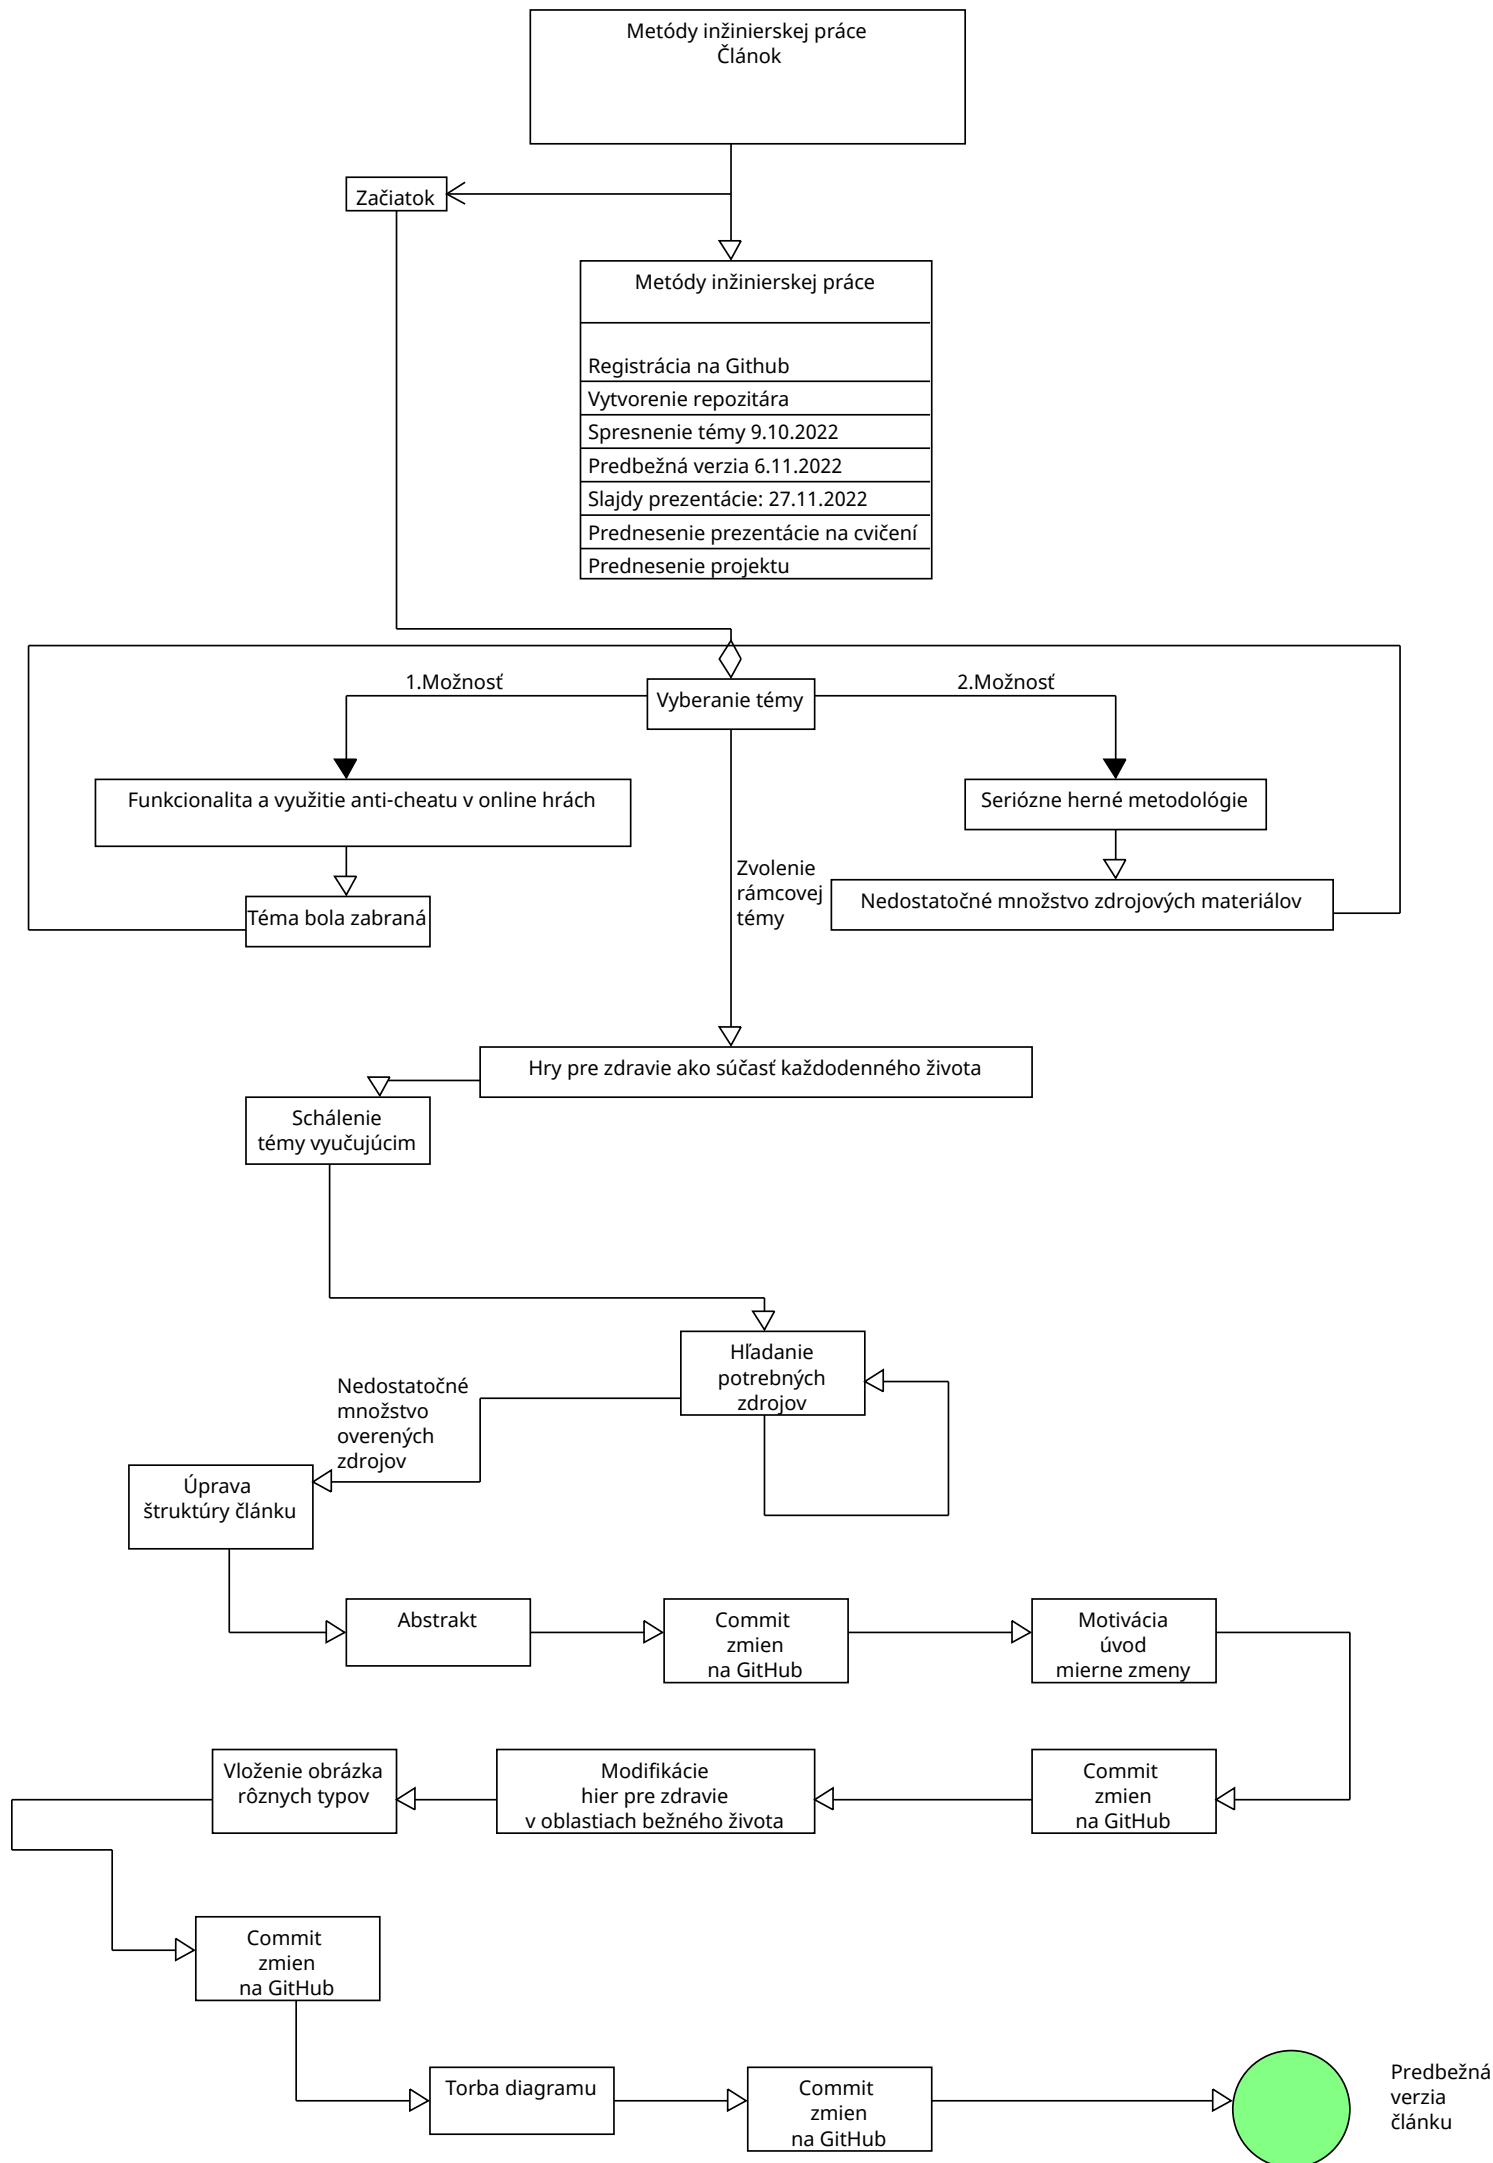 Metódy inžinierskej práce
Článok
Začiatok
Metódy inžinierskej práce
Registrácia na Github
Vytvorenie repozitára
Spresnenie témy 9.10.2022
Predbežná verzia 6.11.2022
Slajdy prezentácie: 27.11.2022
Prednesenie prezentácie na cvičení
Prednesenie projektu
1.Možnosť
Vyberanie témy
2.Možnosť
Funkcionalita a využitie anti-cheatu v online hrách
Seriózne herné metodológie
Téma bola zabraná
Zvolenie
rámcovej
témy
Nedostatočné množstvo zdrojových materiálov
Hry pre zdravie ako súčasť každodenného života
Schálenie
témy vyučujúcim
Hľadanie
potrebných
zdrojov
Nedostatočné
množstvo
overených
zdrojov
Úprava
štruktúry článku
Abstrakt
Commit
zmien
na GitHub
Motivácia
úvod
mierne zmeny
Commit
zmien
na GitHub
Modifikácie
hier pre zdravie
v oblastiach bežného života
Vloženie obrázka
rôznych typov
Commit
zmien
na GitHub
Torba diagramu
Commit
zmien
na GitHub
Predbežná
verzia
článku